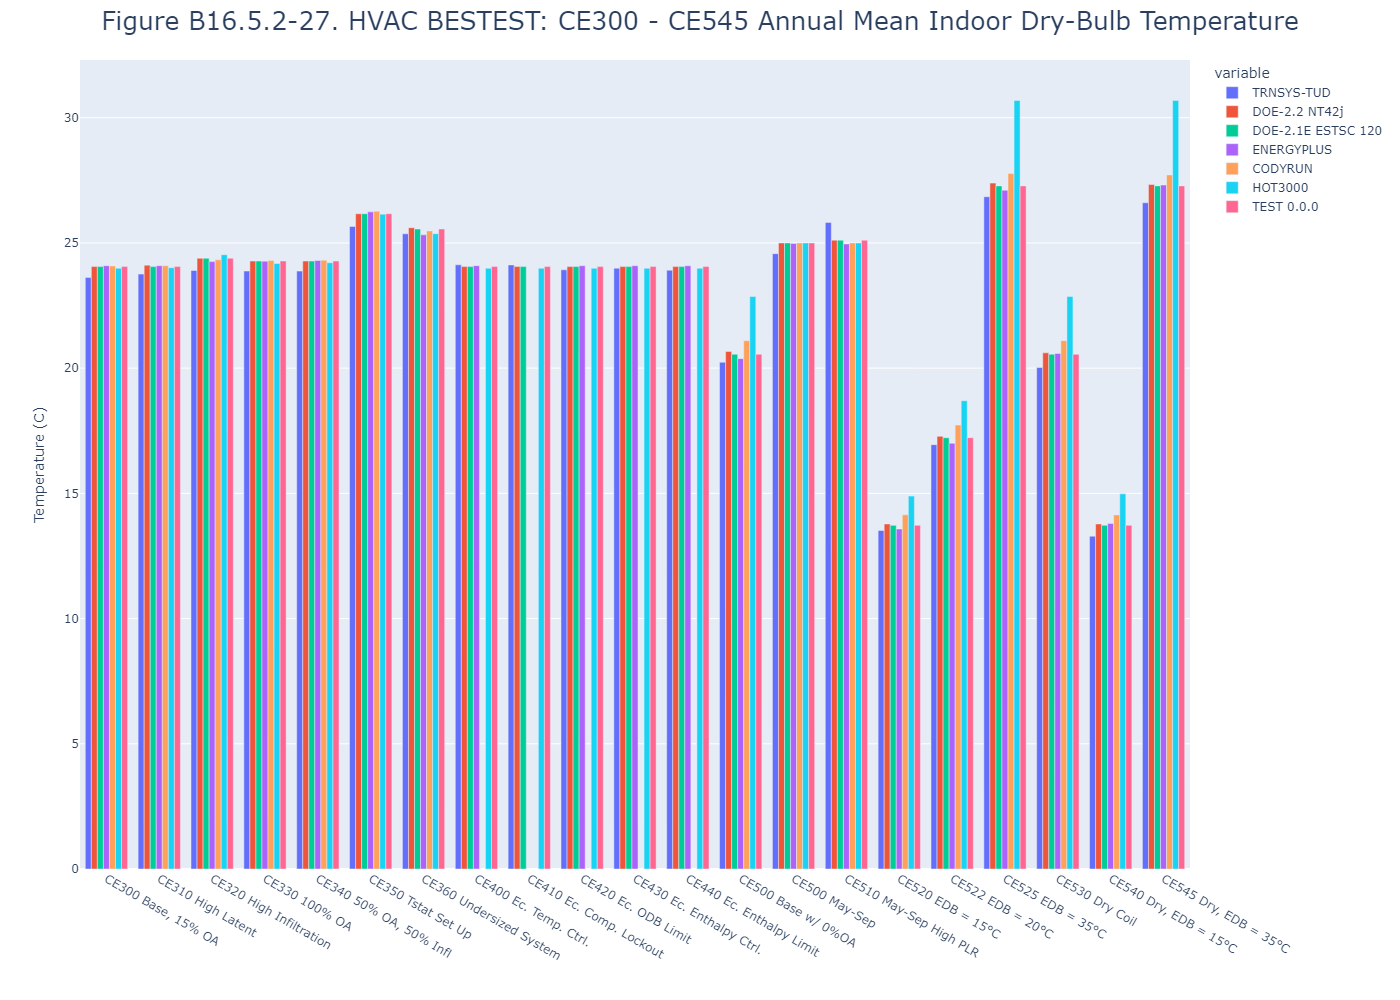 Figure B16.5.2-27. HVAC BESTEST: CE300 - CE545 Annual Mean Indoor Dry-Bulb Temperature
variable
TRNSYS-TUD
DOE-2.2 NT42j
DOE-2.1E ESTSC 120
ENERGYPLUS
CODYRUN
HOT3000
TEST 0.0.0
Temperature (C)
30
25
20
15
10
5
0
CE300 Base, 15% OA
CE310 High Latent
CE320 High Infiltration
CE330 100% OA
CE340 50% OA, 50% Infl
CE350 Tstat Set Up
CE360 Undersized System
CE400 Ec. Temp. Ctrl.
CE410 Ec. Comp. Lockout
CE420 Ec. ODB Limit
CE430 Ec. Enthalpy Ctrl.
CE440 Ec. Enthalpy Limit
CE500 Base w/ 0%OA
CE500 May-Sep
CE510 May-Sep High PLR
CE520 EDB = 15°C
CE522 EDB = 20°C
CE525 EDB = 35°C
CE530 Dry Coil
CE540 Dry, EDB = 15°C
CE545 Dry, EDB = 35°C